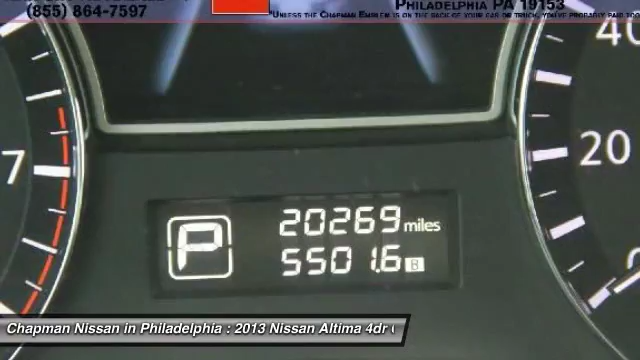 (855) 864-7597
PHILADELPHIA PA 19153
*UNLESS THE CHAPMAN EMBLEM IS ON THE BACK OF YOUR CAR OR TRUCK, YOU'VE PROBABLY PAID TOO
40
7
20
P
20269 miles
5501.6 B
0
Chapman Nissan in Philadelphia : 2013 Nissan Altima 4dr